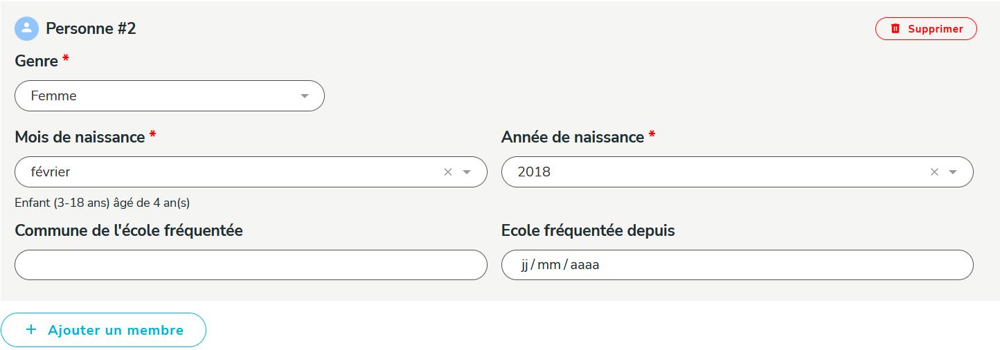 Personne #2
Supprimer
Genre *
Femme
Mois de naissance *
Année de naissance *
février
2018
Enfant (3-18 ans) âgé de 4 an(s)
Commune de l'école fréquentée
Ecole fréquentée depuis
jj/mm/aaaa
+ Ajouter un membre